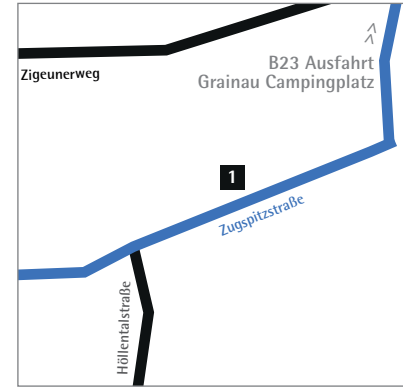 B23 Ausfahrt
Grainau Campingplatz
Zigeunerweg
1
Zugspitzstraße
Höllentalstraße